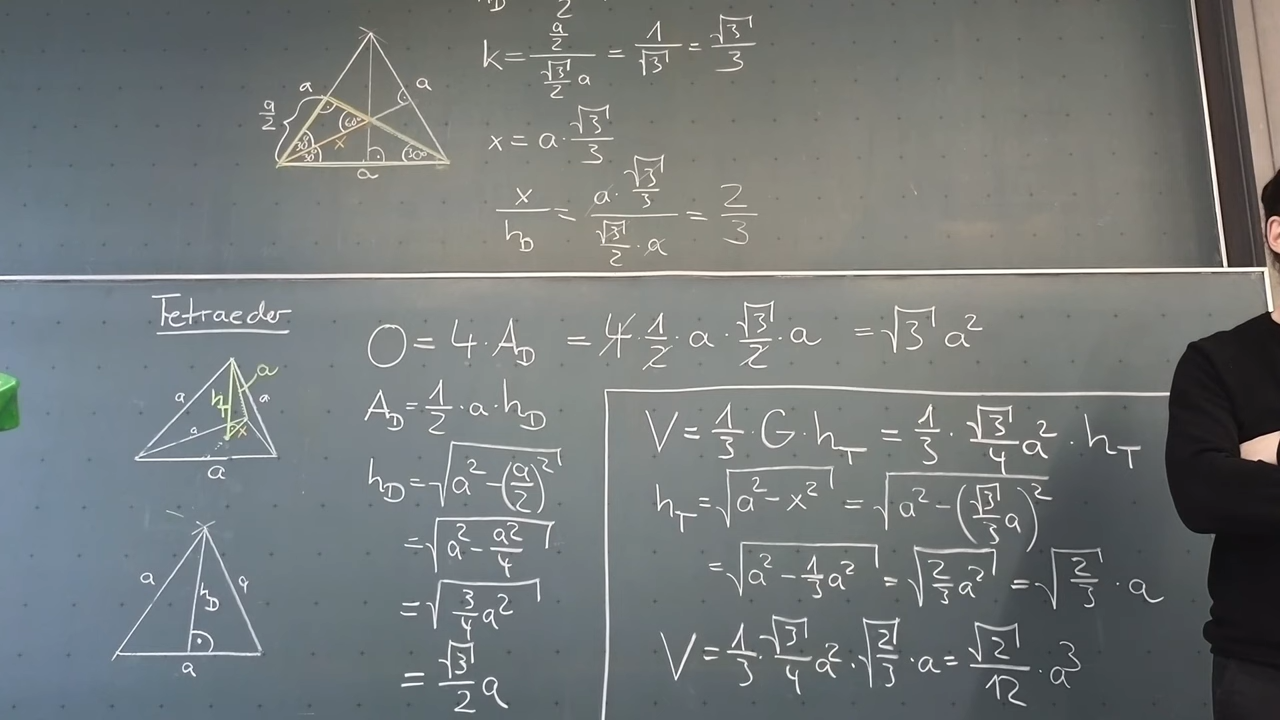 k = (a/2)/(√3/2 a) = 1/√3 = √3/3
a
a
a/2
60°
30°
x
30°
30°
a
x = a · √3/3
x/h_D = (a · √3/3)/(√3/2 · a) = 2/3
Tetraeder
O = 4 · A_D = 4 · 1/2 · a · √3/2 · a = √3 a²
a
a
h_T
a
a
x
a
A_D = 1/2 · a · h_D
h_D = √(a² - (a/2)²)
= √(a² - a²/4)
= √(3/4 a²)
= √3/2 a
a
a
h_D
a
V = 1/3 · G · h_T = 1/3 · √3/4 a² · h_T
h_T = √(a² - x²) = √(a² - (√3/3 a)²)
= √(a² - 1/3 a²) = √(2/3 a²) = √(2/3) · a
V = 1/3 · √3/4 a² · √(2/3) · a = √2/12 · a³